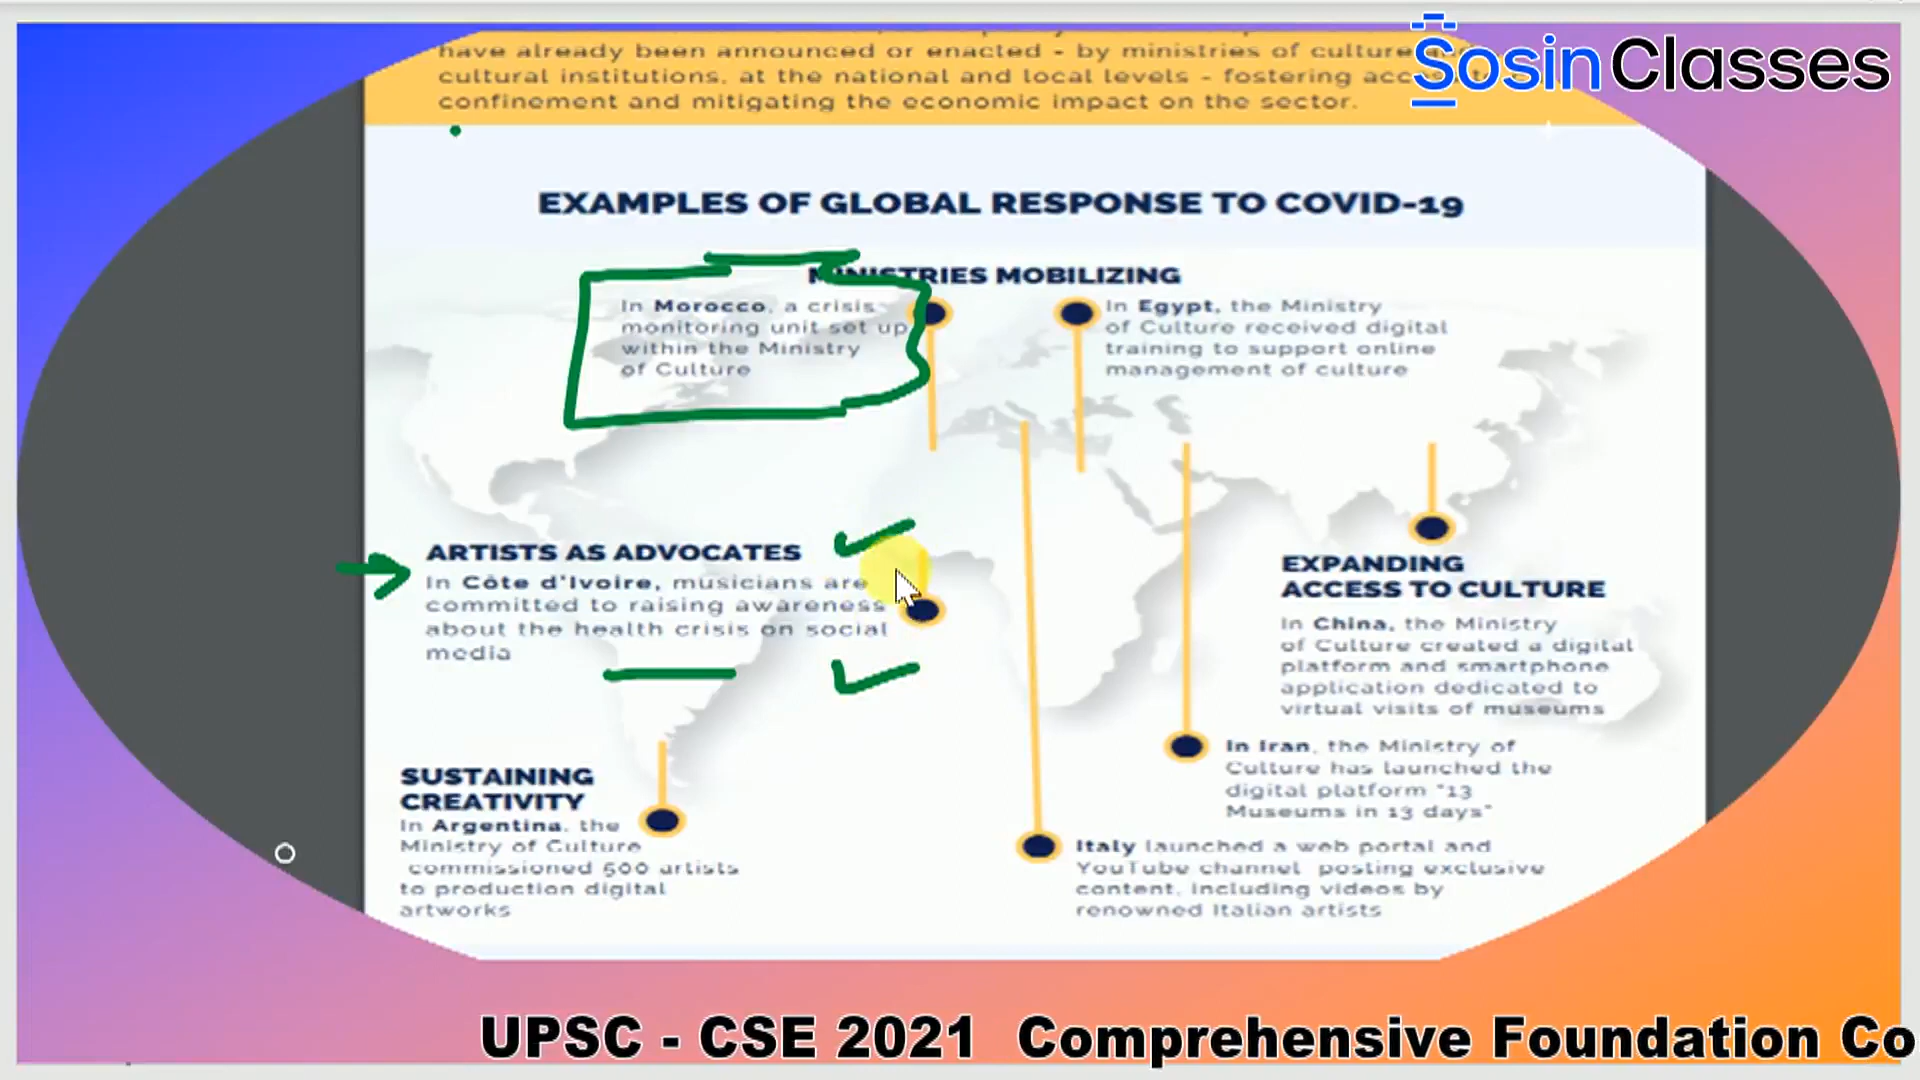 have already been announced or enacted - by ministries of culture
cultural institutions, at the national and local levels - fostering
confinement and mitigating the economic impact on the sector.
Sosin Classes
EXAMPLES OF GLOBAL RESPONSE TO COVID-19
MINISTRIES MOBILIZING
In Morocco, a crisis
monitoring unit set up
within the Ministry
of Culture
In Egypt, the Ministry
of Culture received digital
training to support online
management of culture
ARTISTS AS ADVOCATES
In Côte d'Ivoire, musicians are
committed to raising awareness
about the health crisis on social
media
EXPANDING
ACCESS TO CULTURE
In China, the Ministry
of Culture created a digital
platform and smartphone
application dedicated to
virtual visits of museums
In Iran, the Ministry of
Culture has launched the
digital platform "13
Museums in 13 days"
SUSTAINING
CREATIVITY
In Argentina, the
Ministry of Culture
commissioned 500 artists
to production digital
artworks
Italy launched a web portal and
YouTube channel posting exclusive
content, including videos by
renowned Italian artists
UPSC - CSE 2021 Comprehensive Foundation Co